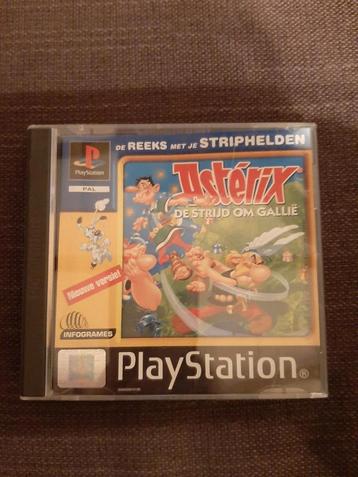 DE REEKS MET JE STRIPHELDEN
PlayStation
PAL
Astérix
DE STRIJD OM GALLIË
Nieuwe versie!
INFOGRAMES
PlayStation®